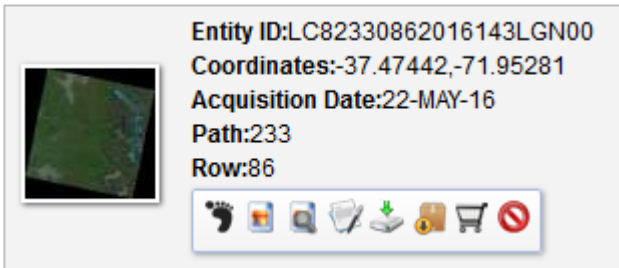 Entity ID:LC82330862016143LGN00
Coordinates:-37.47442,-71.95281
Acquisition Date:22-MAY-16
Path:233
Row:86